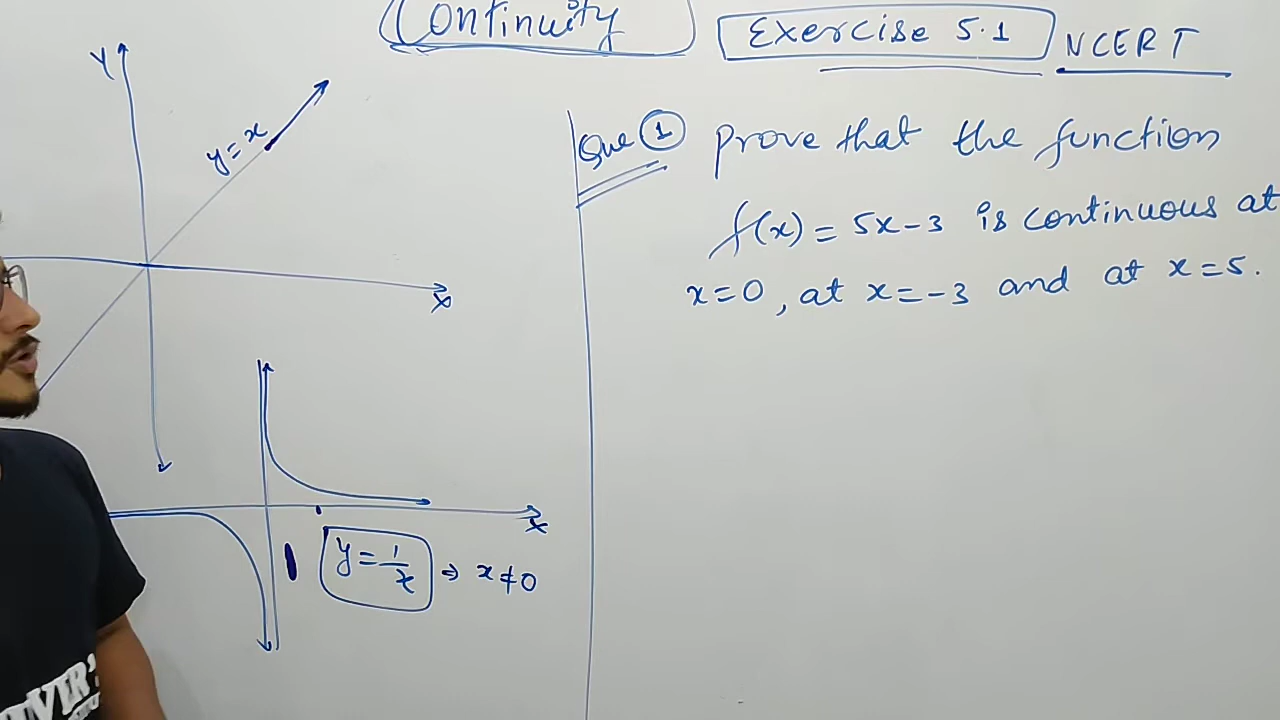 Continuity
Exercise 5.1 NCERT
Y
y = x
X
Que 1 prove that the function
f(x) = 5x - 3 is continuous at
x = 0, at x = -3 and at x = 5.
X
y = 1/x ⇒ x ≠ 0